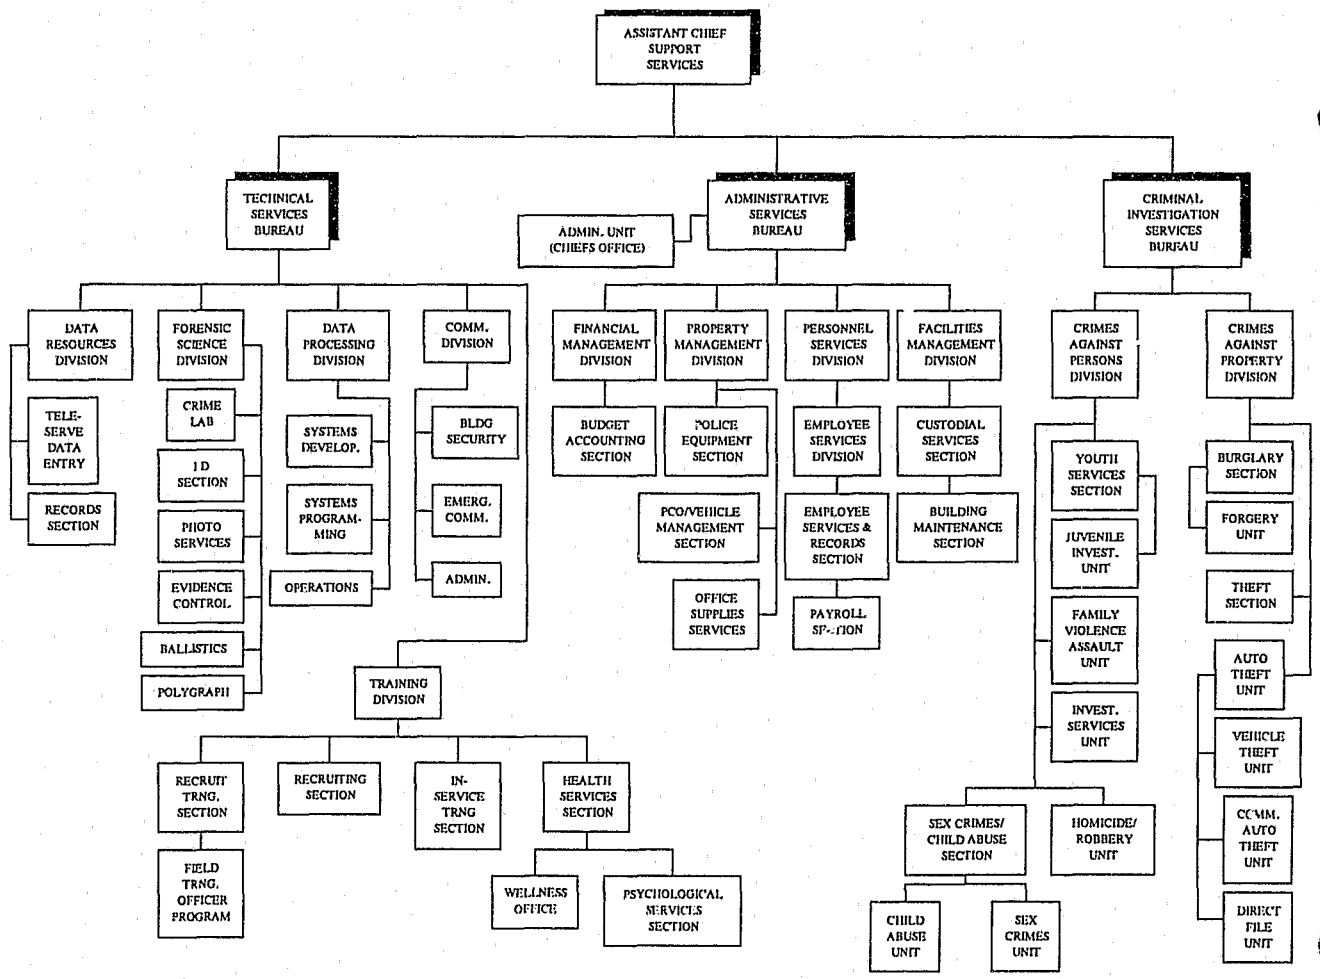 ASSISTANT CHIEF
SUPPORT
SERVICES
TECHNICAL
SERVICES
BUREAU
ADMIN. UNIT
(CHIEFS OFFICE)
ADMINISTRATIVE
SERVICES
BUREAU
CRIMINAL
INVESTIGATION
SERVICES
BUREAU
DATA
RESOURCES
DIVISION
TELE-
SERVE
DATA
ENTRY
RECORDS
SECTION
FORENSIC
SCIENCE
DIVISION
CRIME
LAB
I D
SECTION
PHOTO
SERVICES
EVIDENCE
CONTROL
BALLISTICS
POLYGRAPH
DATA
PROCESSING
DIVISION
SYSTEMS
DEVELOP.
SYSTEMS
PROGRAM-
MING
OPERATIONS
COMM.
DIVISION
BLDG
SECURITY
EMERG.
COMM.
ADMIN.
TRAINING
DIVISION
RECRUIT
TRNG.
SECTION
FIELD
TRNG.
OFFICER
PROGRAM
RECRUITING
SECTION
IN-
SERVICE
TRNG
SECTION
HEALTH
SERVICES
SECTION
WELLNESS
OFFICE
PSYCHOLOGICAL
SERVICES
SECTION
FINANCIAL
MANAGEMENT
DIVISION
BUDGET
ACCOUNTING
SECTION
PROPERTY
MANAGEMENT
DIVISION
POLICE
EQUIPMENT
SECTION
PCO/VEHICLE
MANAGEMENT
SECTION
OFFICE
SUPPLIES
SERVICES
PERSONNEL
SERVICES
DIVISION
EMPLOYEE
SERVICES
DIVISION
EMPLOYEE
SERVICES &
RECORDS
SECTION
PAYROLL
SECTION
FACILITIES
MANAGEMENT
DIVISION
CUSTODIAL
SERVICES
SECTION
BUILDING
MAINTENANCE
SECTION
CRIMES
AGAINST
PERSONS
DIVISION
YOUTH
SERVICES
SECTION
JUVENILE
INVEST.
UNIT
FAMILY
VIOLENCE
ASSAULT
UNIT
INVEST.
SERVICES
UNIT
SEX CRIMES/
CHILD ABUSE
SECTION
HOMICIDE/
ROBBERY
UNIT
CHILD
ABUSE
UNIT
SEX
CRIMES
UNIT
CRIMES
AGAINST
PROPERTY
DIVISION
BURGLARY
SECTION
FORGERY
UNIT
THEFT
SECTION
AUTO
THEFT
UNIT
VEHICLE
THEFT
UNIT
COMM.
AUTO
THEFT
UNIT
DIRECT
FILE
UNIT